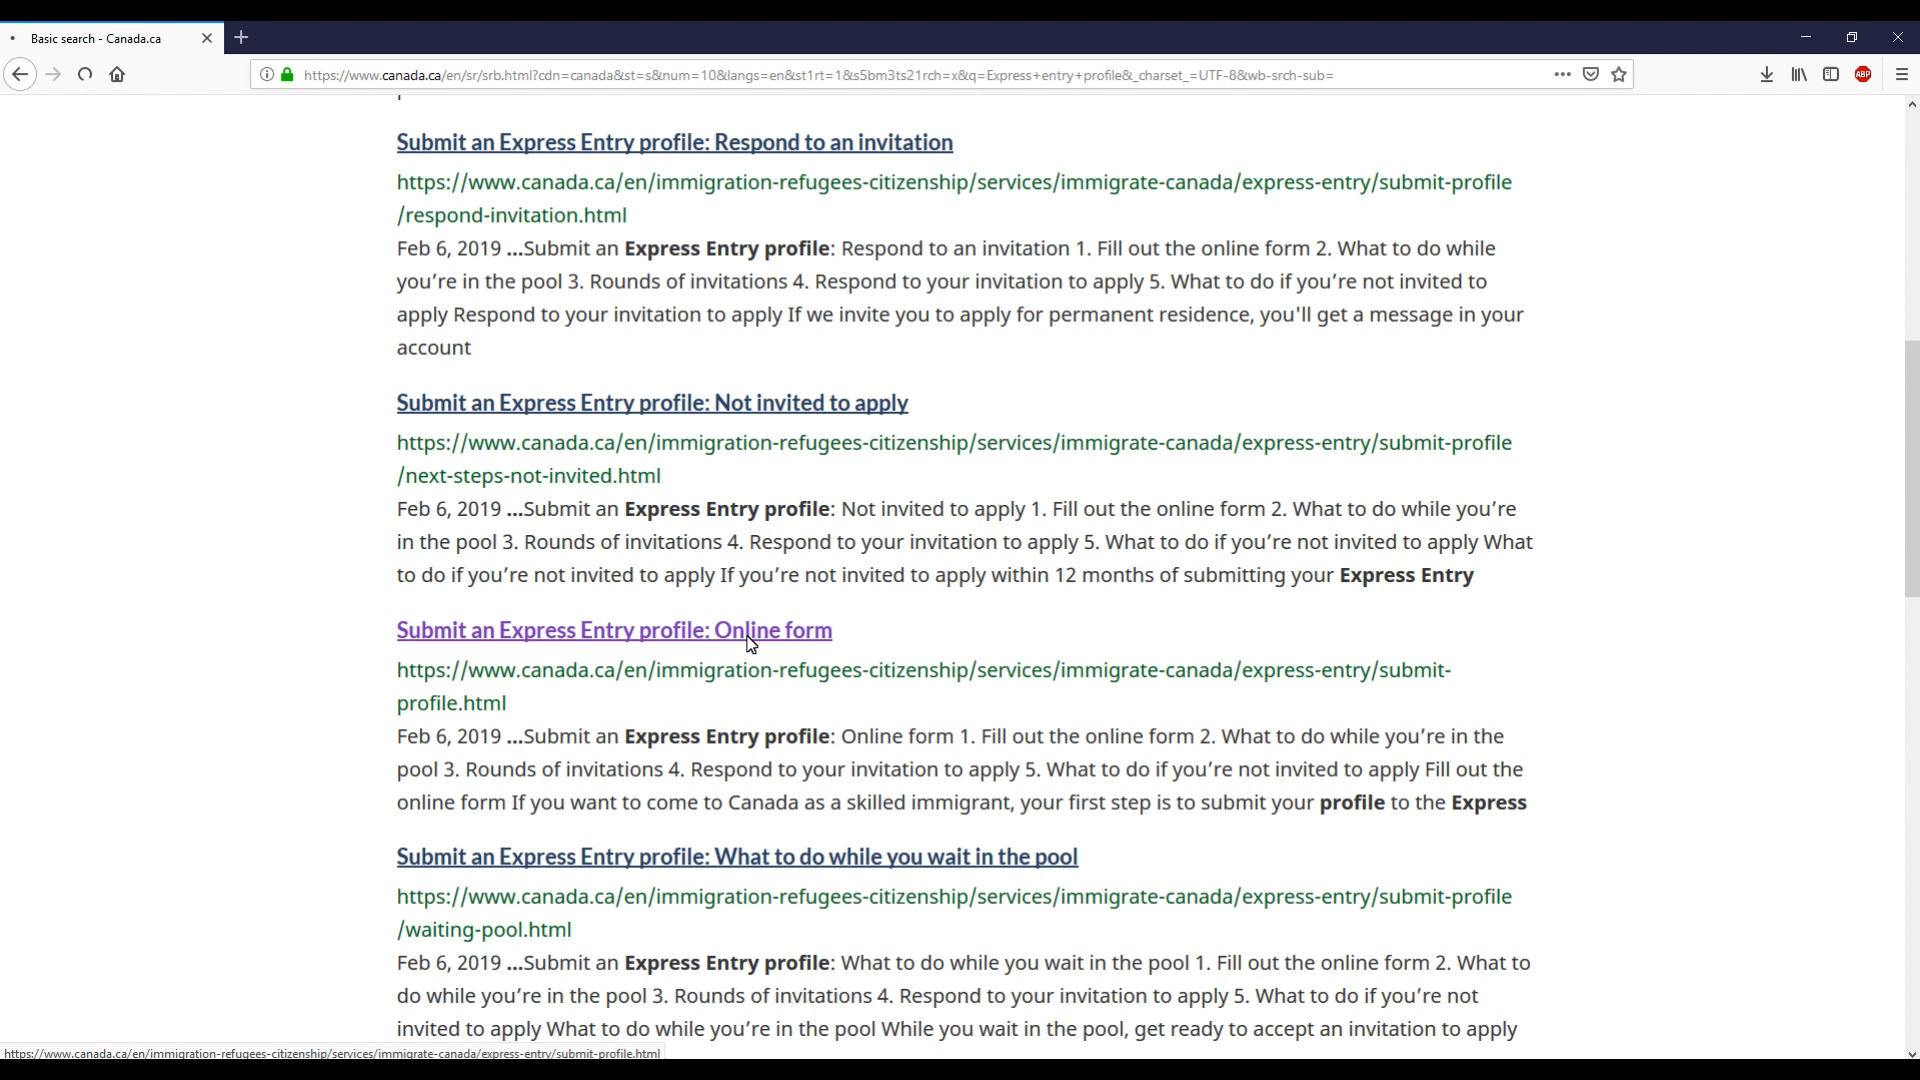 Basic search - Canada.ca
https://www.canada.ca/en/sr/srb.html?cdn=canada&st=s&num=10&langs=en&st1rt=1&s5bm3ts21rch=x&q=Express+entry+profile&_charset_=UTF-8&wb-srch-sub=
ABP
Submit an Express Entry profile: Respond to an invitation
https://www.canada.ca/en/immigration-refugees-citizenship/services/immigrate-canada/express-entry/submit-profile
/respond-invitation.html
Feb 6, 2019 ...Submit an Express Entry profile: Respond to an invitation 1. Fill out the online form 2. What to do while
you’re in the pool 3. Rounds of invitations 4. Respond to your invitation to apply 5. What to do if you’re not invited to
apply Respond to your invitation to apply If we invite you to apply for permanent residence, you'll get a message in your
account
Submit an Express Entry profile: Not invited to apply
https://www.canada.ca/en/immigration-refugees-citizenship/services/immigrate-canada/express-entry/submit-profile
/next-steps-not-invited.html
Feb 6, 2019 ...Submit an Express Entry profile: Not invited to apply 1. Fill out the online form 2. What to do while you’re
in the pool 3. Rounds of invitations 4. Respond to your invitation to apply 5. What to do if you’re not invited to apply What
to do if you’re not invited to apply If you’re not invited to apply within 12 months of submitting your Express Entry
Submit an Express Entry profile: Online form
https://www.canada.ca/en/immigration-refugees-citizenship/services/immigrate-canada/express-entry/submit-
profile.html
Feb 6, 2019 ...Submit an Express Entry profile: Online form 1. Fill out the online form 2. What to do while you’re in the
pool 3. Rounds of invitations 4. Respond to your invitation to apply 5. What to do if you’re not invited to apply Fill out the
online form If you want to come to Canada as a skilled immigrant, your first step is to submit your profile to the Express
Submit an Express Entry profile: What to do while you wait in the pool
https://www.canada.ca/en/immigration-refugees-citizenship/services/immigrate-canada/express-entry/submit-profile
/waiting-pool.html
Feb 6, 2019 ...Submit an Express Entry profile: What to do while you wait in the pool 1. Fill out the online form 2. What to
do while you’re in the pool 3. Rounds of invitations 4. Respond to your invitation to apply 5. What to do if you’re not
invited to apply What to do while you’re in the pool While you wait in the pool, get ready to accept an invitation to apply
https://www.canada.ca/en/immigration-refugees-citizenship/services/immigrate-canada/express-entry/submit-profile.html